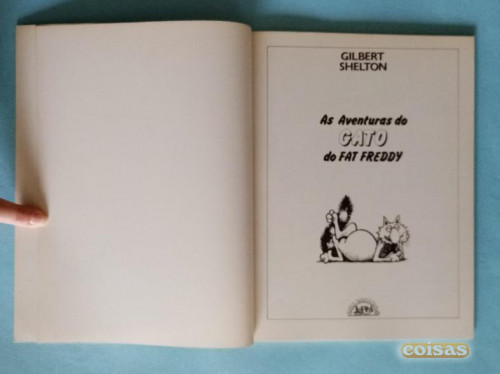 GILBERT
SHELTON
As Aventuras do
GATO
do FAT FREDDY
coisas